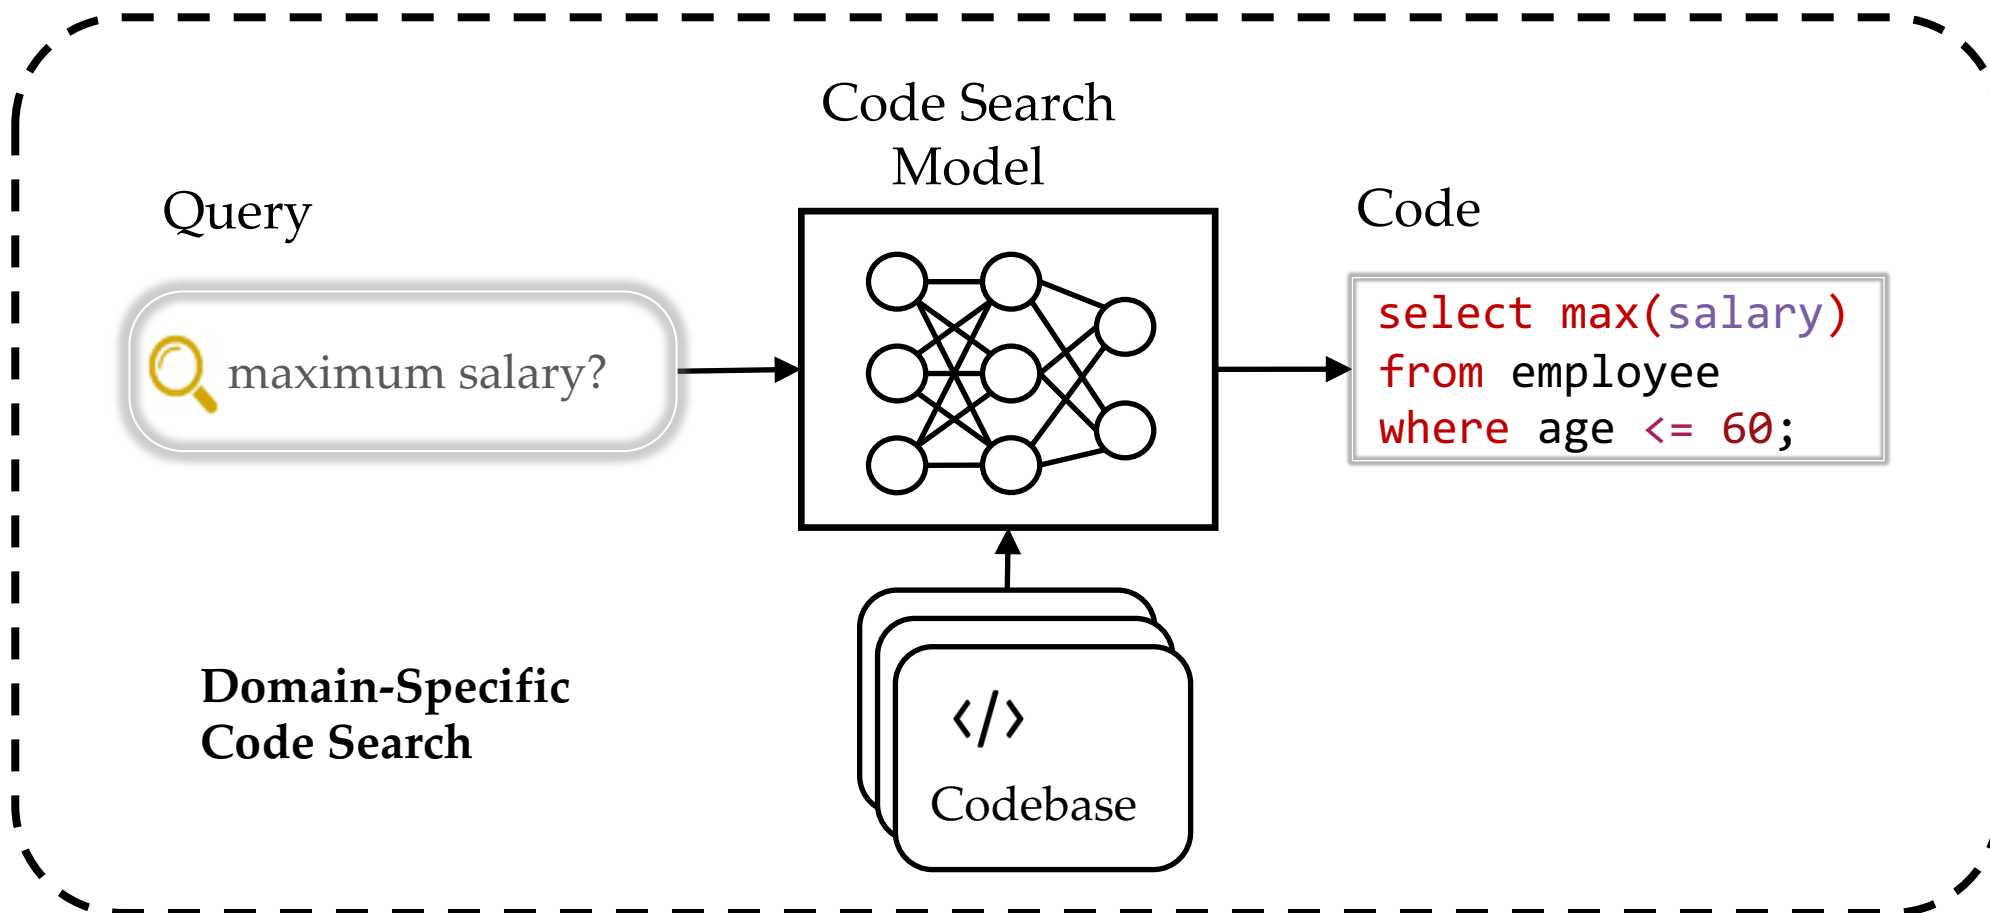 Code Search
Model
Query
Code
maximum salary?
select max(salary)
from employee
where age <= 60;
</>
Codebase
Domain-Specific
Code Search